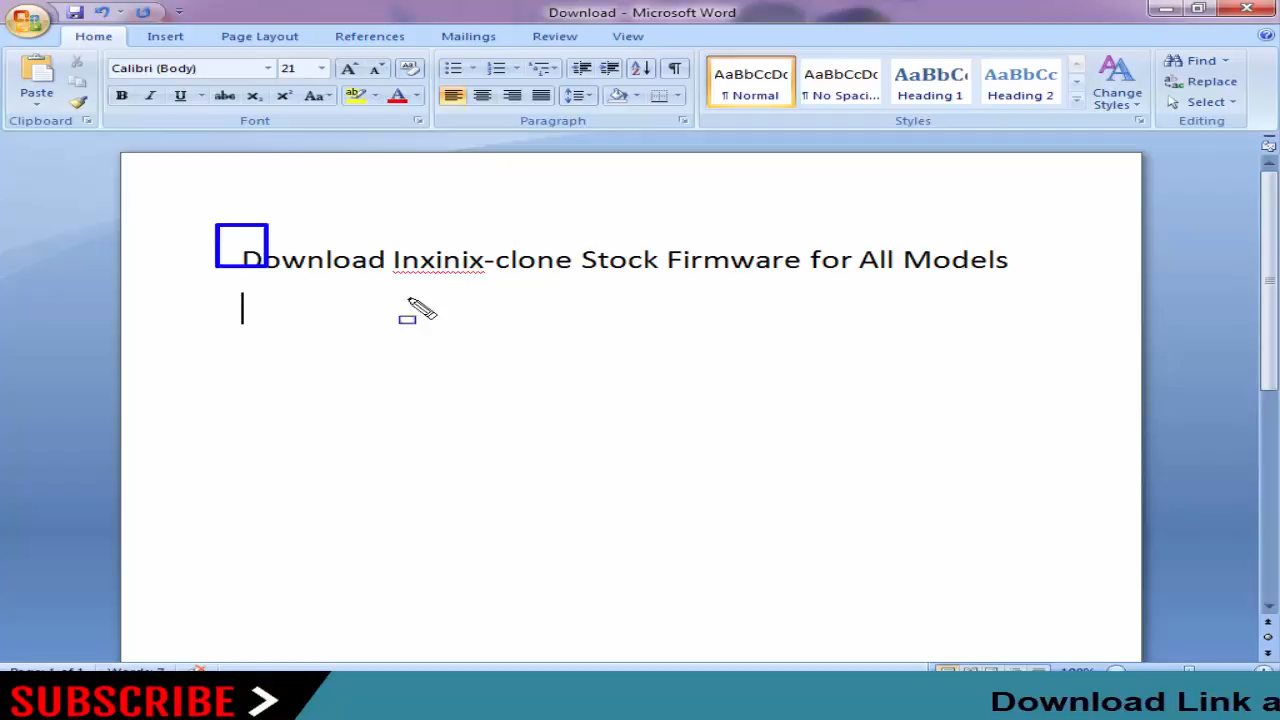 Download - Microsoft Word
Home Insert Page Layout References Mailings Review View
Calibri (Body) 21
AaBbCcDc AaBbCcDc AaBbC AaBbCc
Paste
¶ Normal ¶ No Spaci... Heading 1 Heading 2
Change Styles
Find
Replace
Select
Clipboard Font Paragraph Styles Editing
Download Inxinix-clone Stock Firmware for All Models
SUBSCRIBE
Download Link a